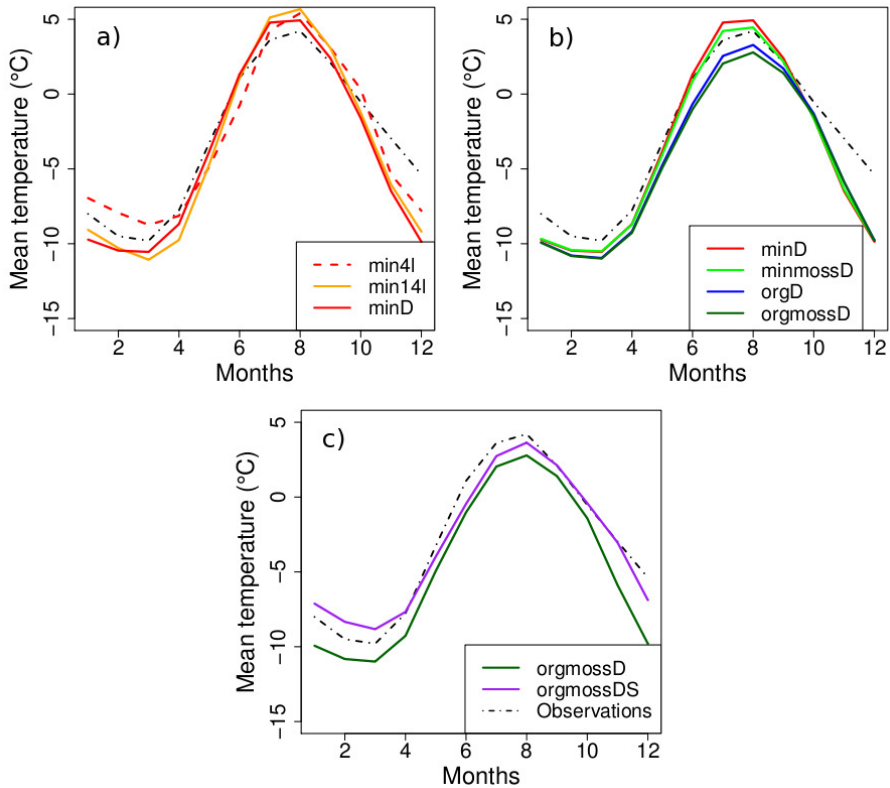 a)
Mean temperature (°C)
5
0
−5
−10
−15
min4l
min14l
minD
2 4 6 8 10 12
Months
b)
Mean temperature (°C)
5
0
−5
−10
−15
minD
minmossD
orgD
orgmossD
2 4 6 8 10 12
Months
c)
Mean temperature (°C)
5
0
−5
−10
−15
orgmossD
orgmossDS
Observations
2 4 6 8 10 12
Months